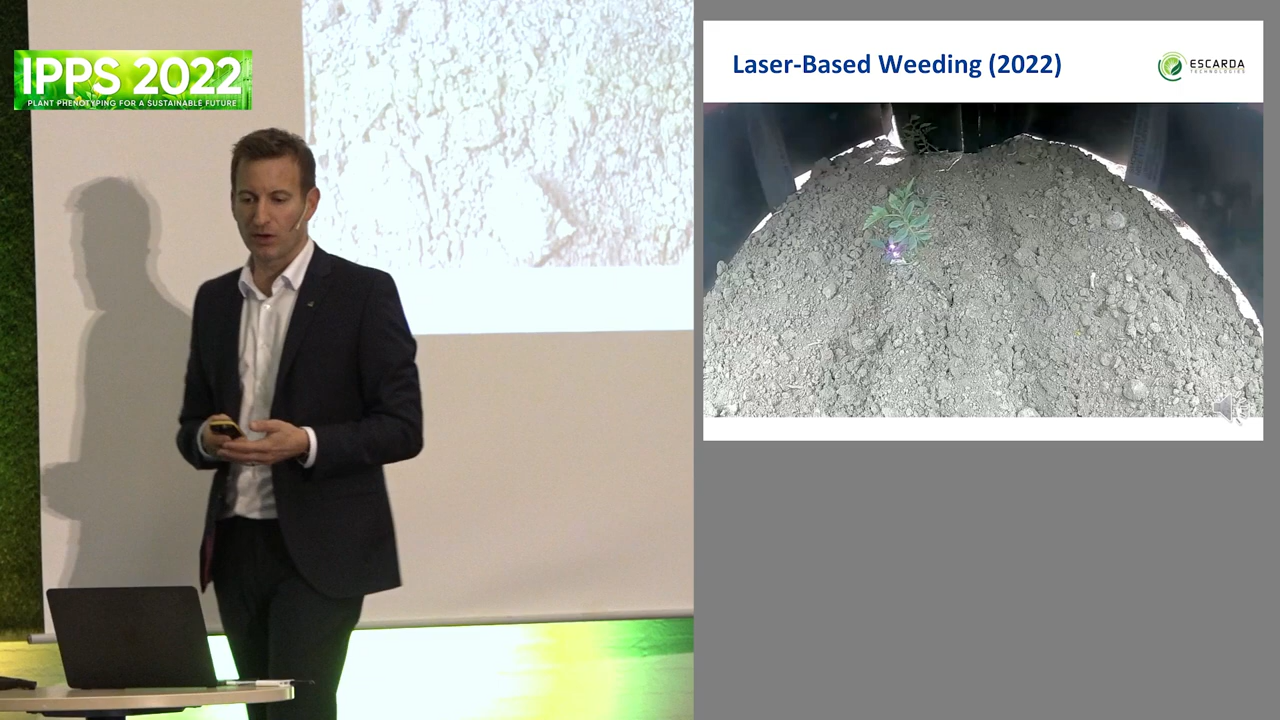 IPPS 2022
PLANT PHENOTYPING FOR A SUSTAINABLE FUTURE
Laser-Based Weeding (2022)
ESCARDA
TECHNOLOGIES